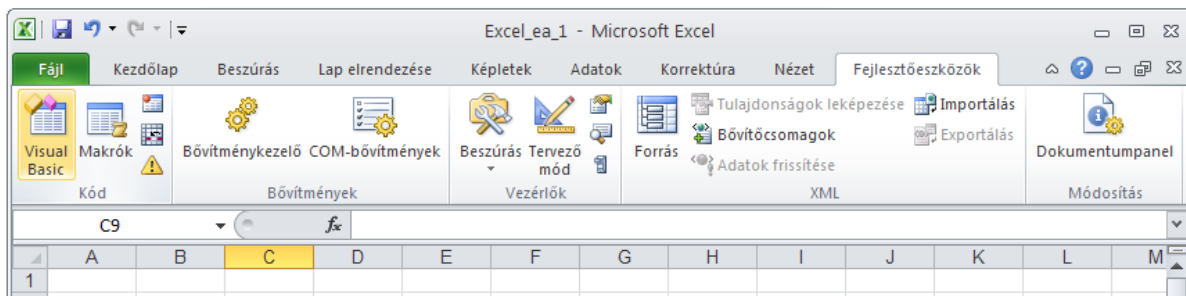 Excel_ea_1 - Microsoft Excel
Fájl Kezdőlap Beszúrás Lap elrendezése Képletek Adatok Korrektúra Nézet Fejlesztőeszközök
Visual Basic Makrók Bővítménykezelő COM-bővítmények Beszúrás Tervező mód Forrás Tulajdonságok leképezése Importálás
Bővítőcsomagok Exportálás
Adatok frissítése
Dokumentumpanel
Kód Bővítmények Vezérlők XML Módosítás
C9 fx
A B C D E F G H I J K L M
1